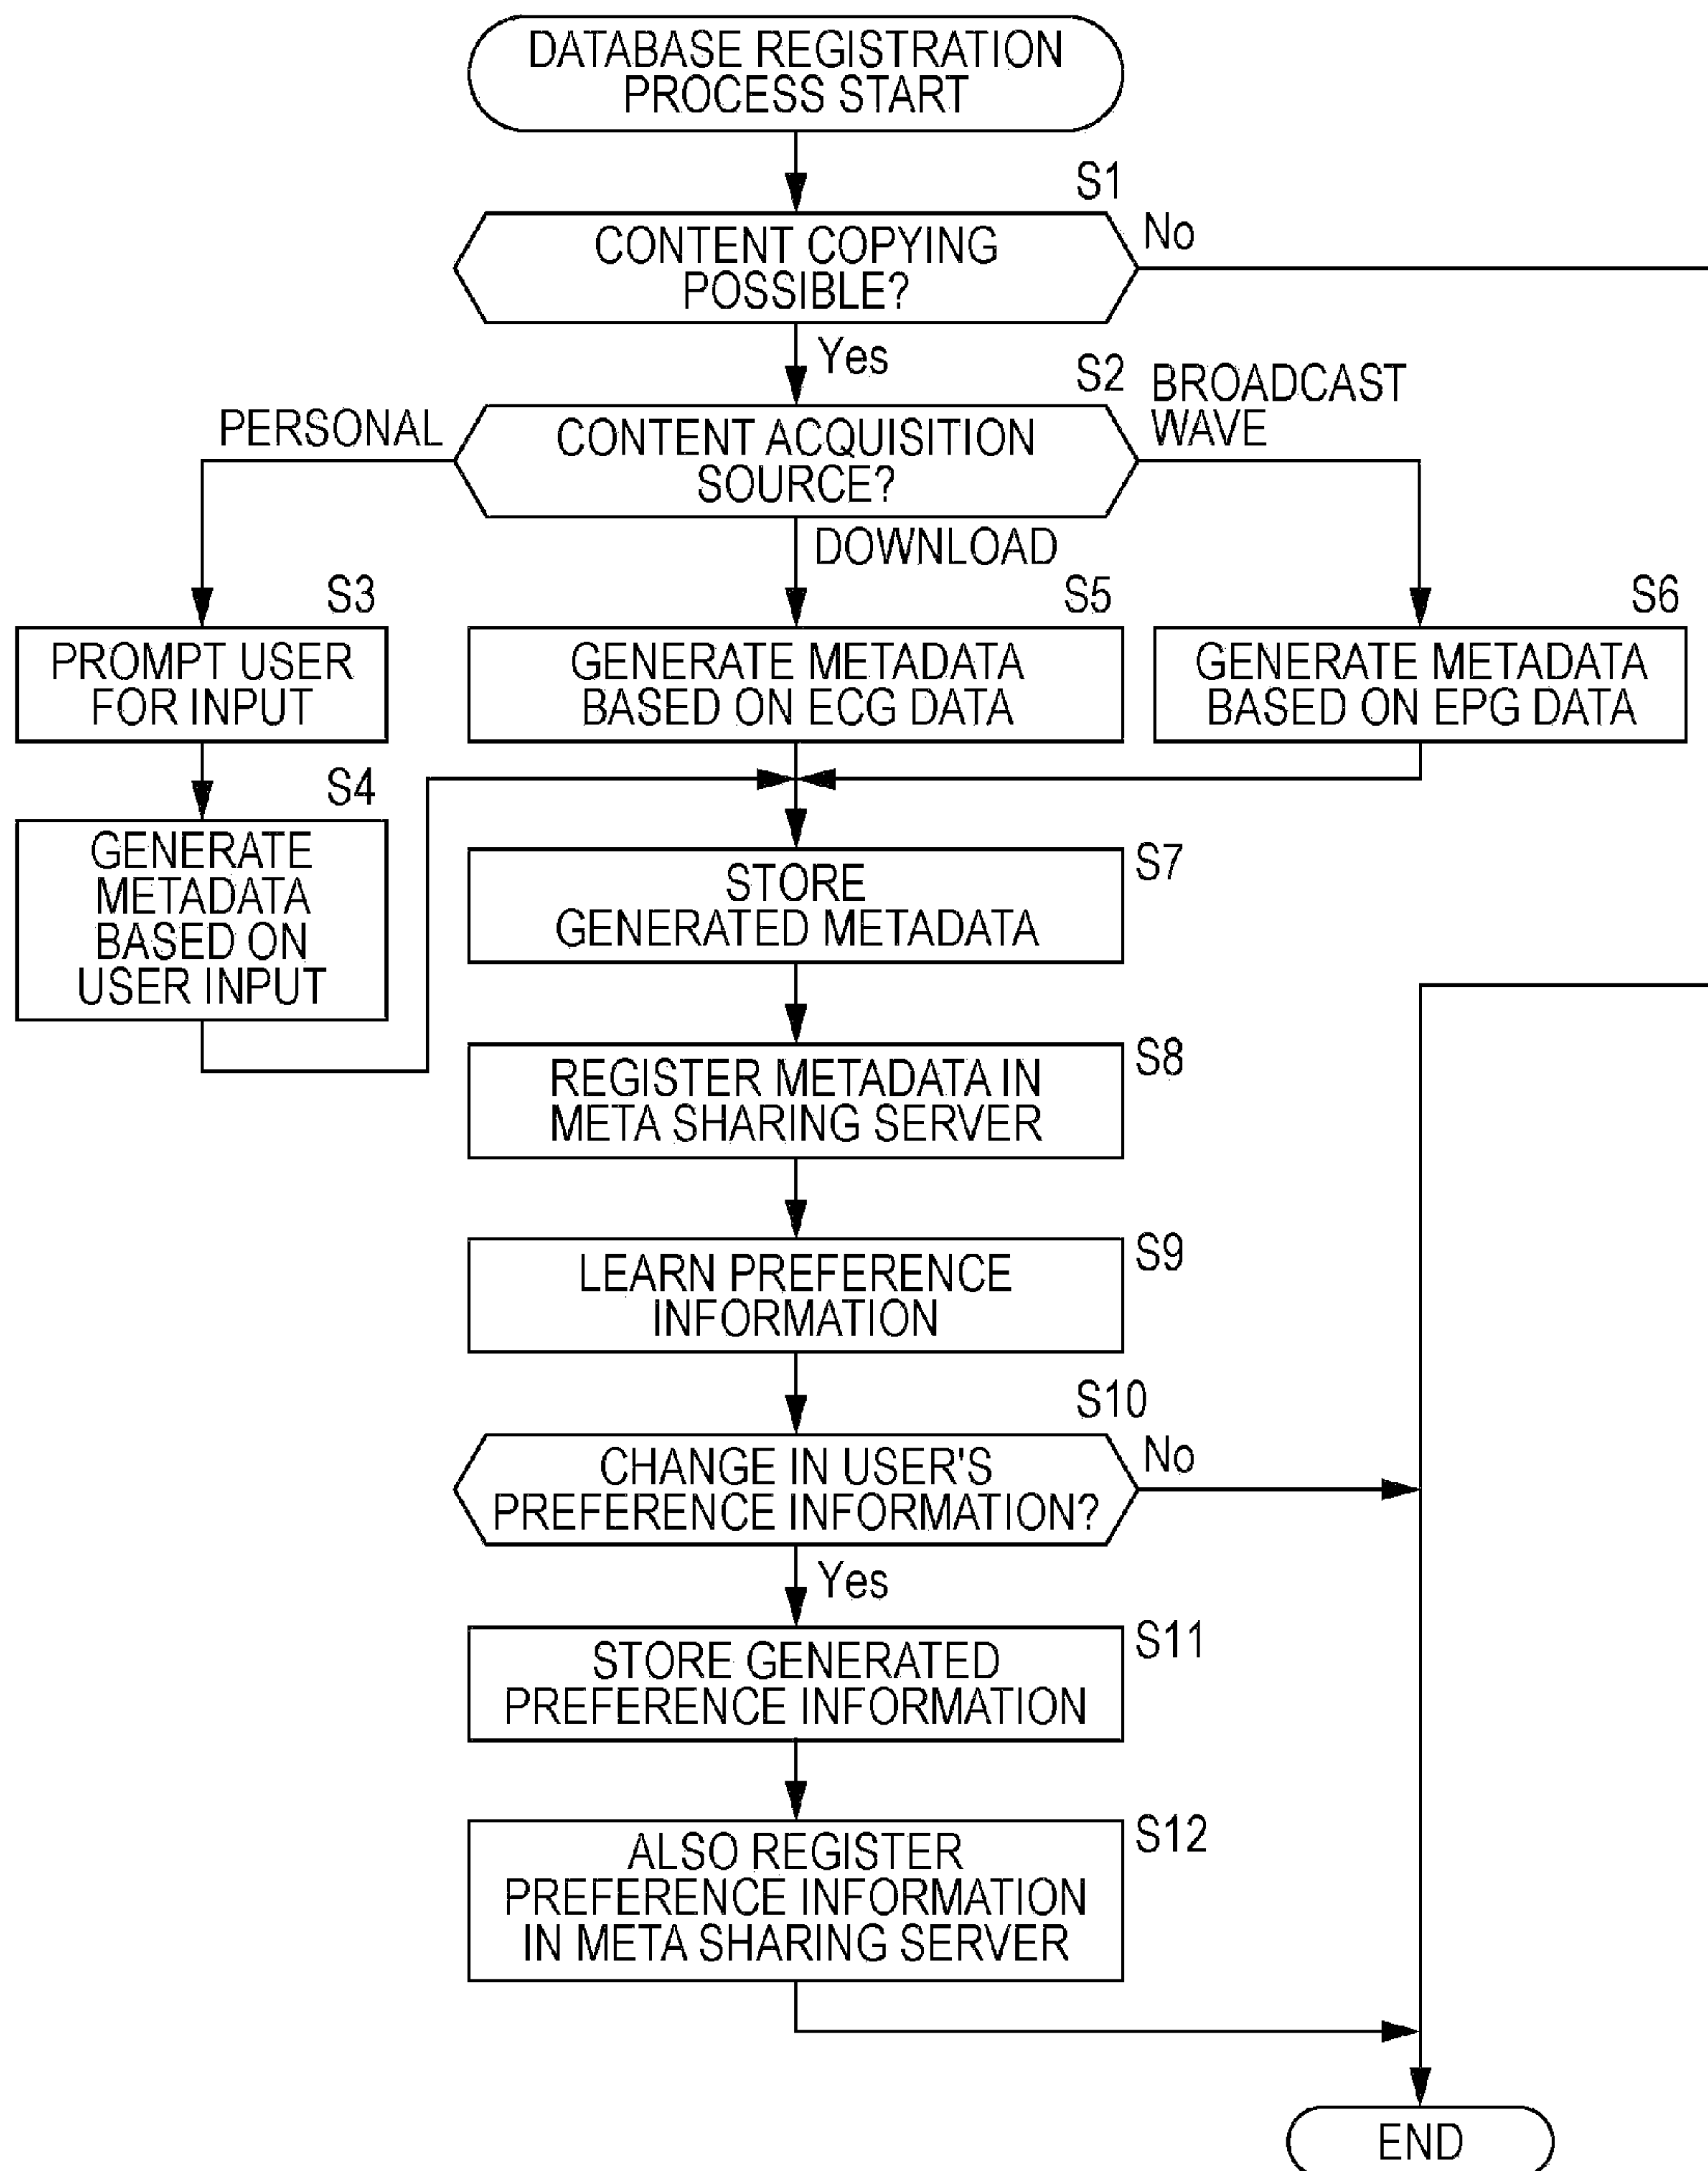 DATABASE REGISTRATION
PROCESS START
S1
CONTENT COPYING
POSSIBLE?
No
Yes
S2
CONTENT ACQUISITION
SOURCE?
PERSONAL
BROADCAST
WAVE
DOWNLOAD
S3
PROMPT USER
FOR INPUT
S5
GENERATE METADATA
BASED ON ECG DATA
S6
GENERATE METADATA
BASED ON EPG DATA
S4
GENERATE
METADATA
BASED ON
USER INPUT
S7
STORE
GENERATED METADATA
S8
REGISTER METADATA IN
META SHARING SERVER
S9
LEARN PREFERENCE
INFORMATION
S10
CHANGE IN USER'S
PREFERENCE INFORMATION?
No
Yes
S11
STORE GENERATED
PREFERENCE INFORMATION
S12
ALSO REGISTER
PREFERENCE INFORMATION
IN META SHARING SERVER
END